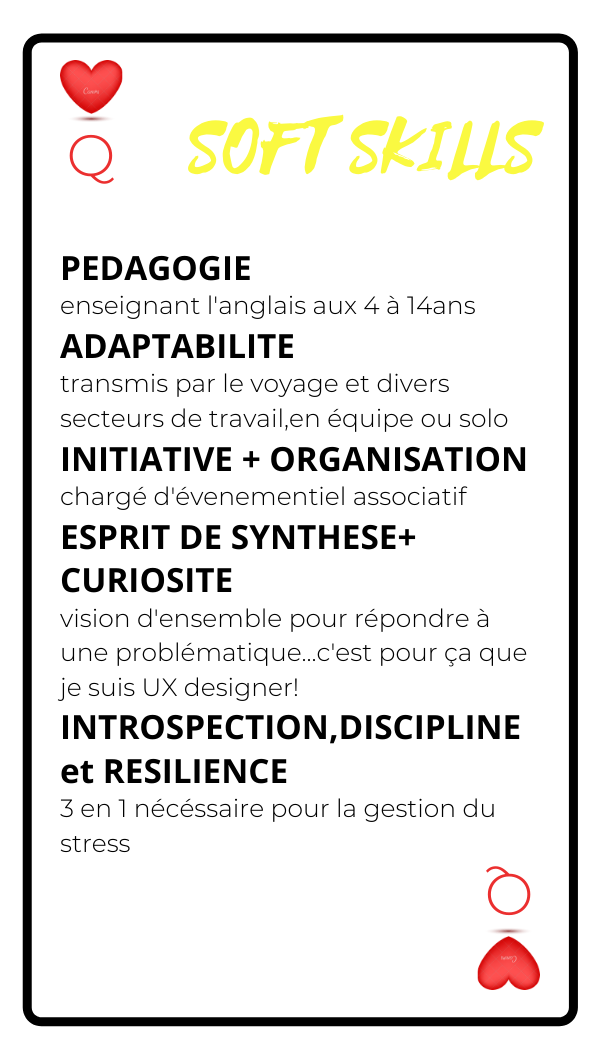 Canva
Q
SOFT SKILLS
PEDAGOGIE
enseignant l'anglais aux 4 à 14ans
ADAPTABILITE
transmis par le voyage et divers
secteurs de travail,en équipe ou solo
INITIATIVE + ORGANISATION
chargé d'évenementiel associatif
ESPRIT DE SYNTHESE+
CURIOSITE
vision d'ensemble pour répondre à
une problématique...c'est pour ça que
je suis UX designer!
INTROSPECTION,DISCIPLINE
et RESILIENCE
3 en 1 nécéssaire pour la gestion du
stress
Q
Canva